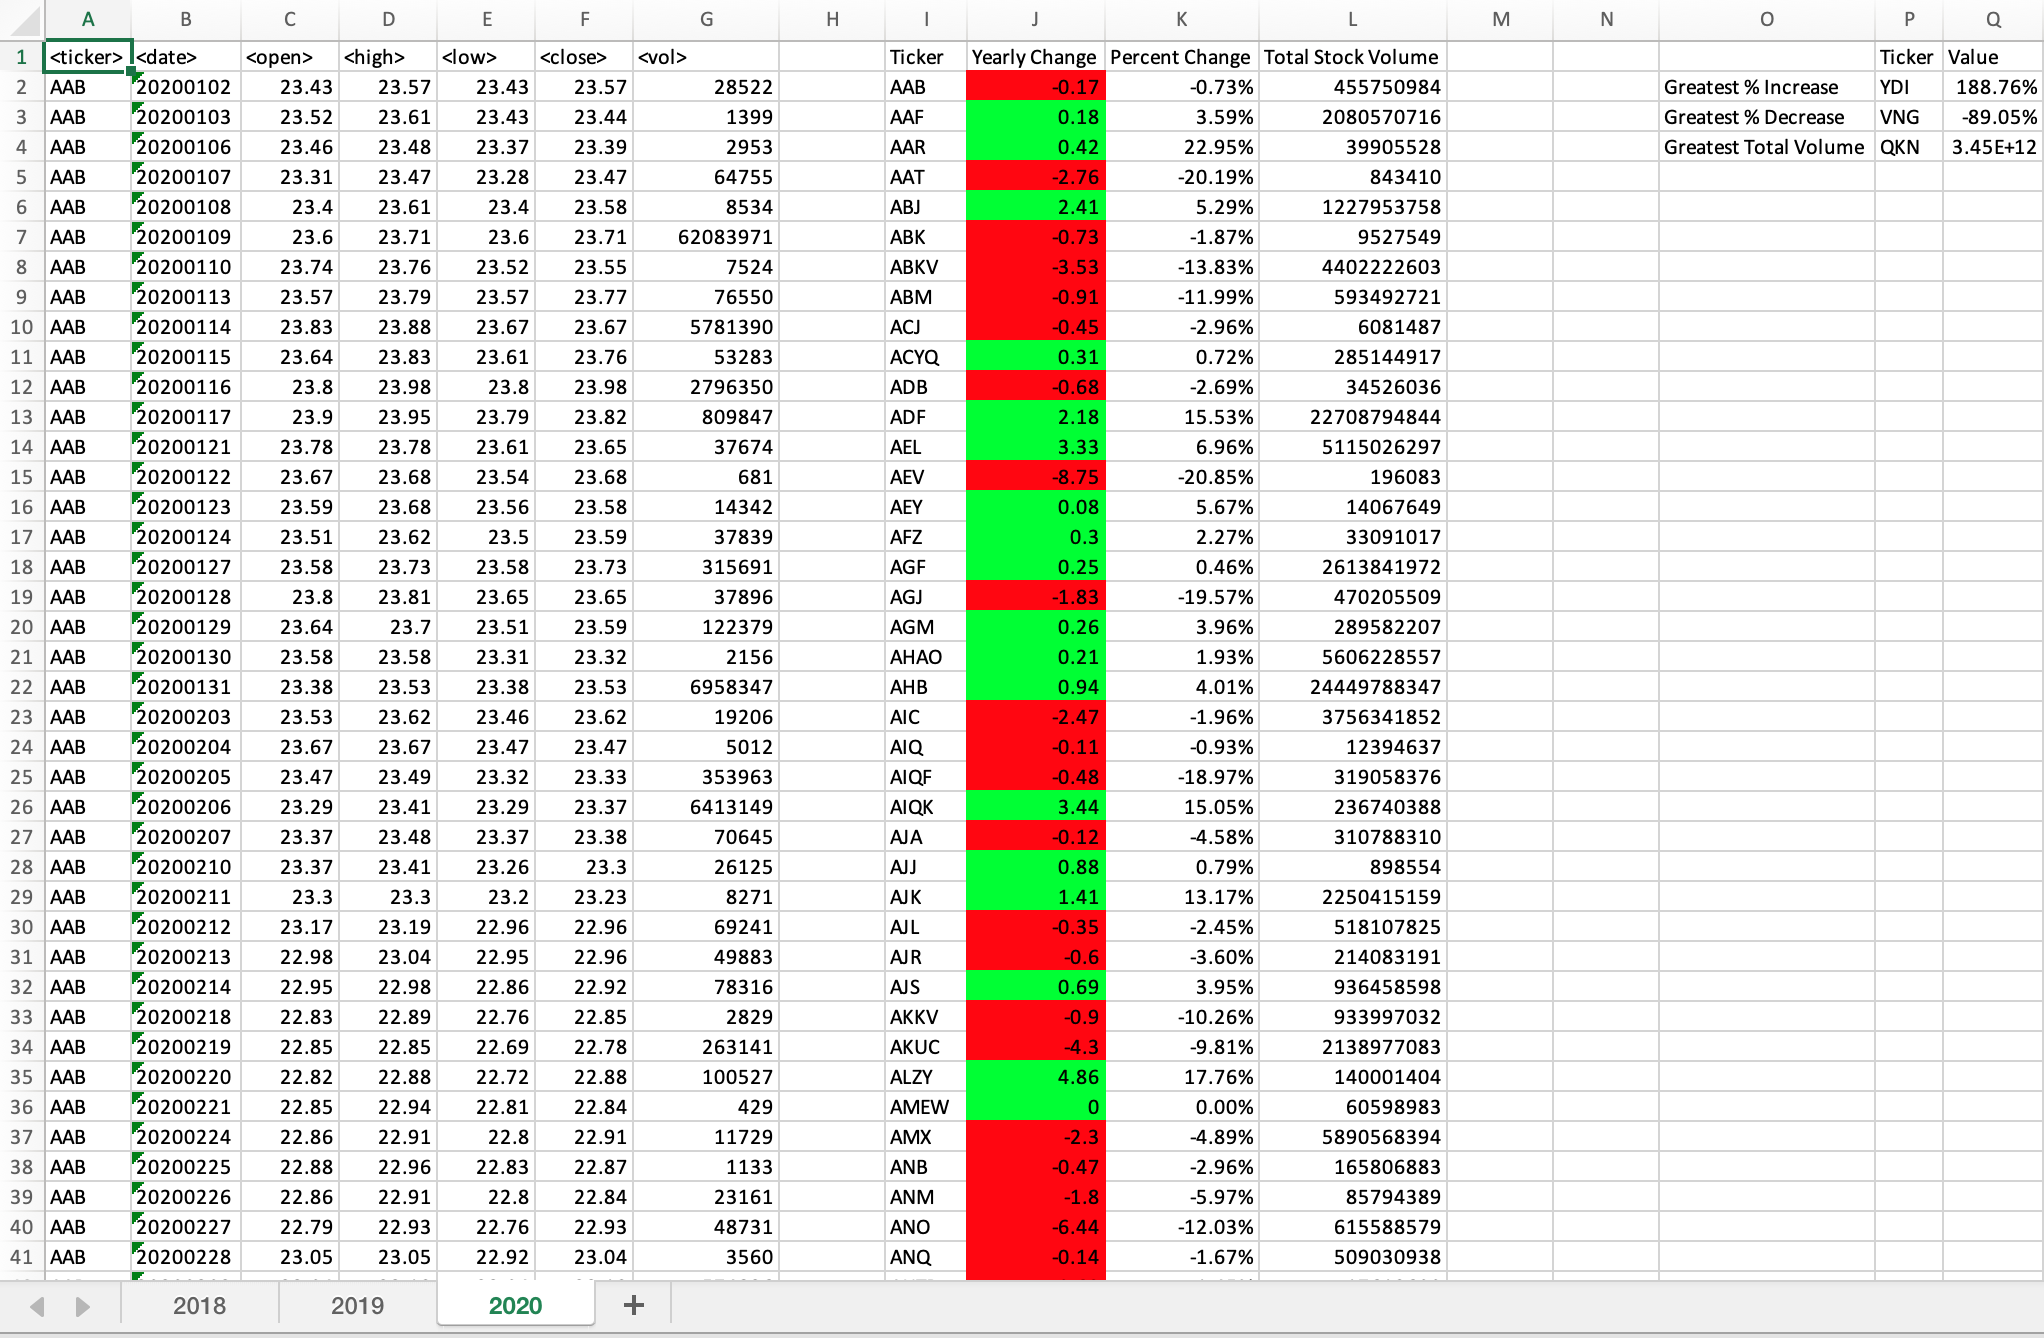 A B C D E F G H I J K L M N O P Q
1 <ticker> <date> <open> <high> <low> <close> <vol> Ticker Yearly Change Percent Change Total Stock Volume Ticker Value
2 AAB 20200102 23.43 23.57 23.43 23.57 28522 AAB -0.17 -0.73% 455750984 Greatest % Increase YDI 188.76%
3 AAB 20200103 23.52 23.61 23.43 23.44 1399 AAF 0.18 3.59% 2080570716 Greatest % Decrease VNG -89.05%
4 AAB 20200106 23.46 23.48 23.37 23.39 2953 AAR 0.42 22.95% 39905528 Greatest Total Volume QKN 3.45E+12
5 AAB 20200107 23.31 23.47 23.28 23.47 64755 AAT -2.76 -20.19% 843410
6 AAB 20200108 23.4 23.61 23.4 23.58 8534 ABJ 2.41 5.29% 1227953758
7 AAB 20200109 23.6 23.71 23.6 23.71 62083971 ABK -0.73 -1.87% 9527549
8 AAB 20200110 23.74 23.76 23.52 23.55 7524 ABKV -3.53 -13.83% 4402222603
9 AAB 20200113 23.57 23.79 23.57 23.77 76550 ABM -0.91 -11.99% 593492721
10 AAB 20200114 23.83 23.88 23.67 23.67 5781390 ACJ -0.45 -2.96% 6081487
11 AAB 20200115 23.64 23.83 23.61 23.76 53283 ACYQ 0.31 0.72% 285144917
12 AAB 20200116 23.8 23.98 23.8 23.98 2796350 ADB -0.68 -2.69% 34526036
13 AAB 20200117 23.9 23.95 23.79 23.82 809847 ADF 2.18 15.53% 22708794844
14 AAB 20200121 23.78 23.78 23.61 23.65 37674 AEL 3.33 6.96% 5115026297
15 AAB 20200122 23.67 23.68 23.54 23.68 681 AEV -8.75 -20.85% 196083
16 AAB 20200123 23.59 23.68 23.56 23.58 14342 AEY 0.08 5.67% 14067649
17 AAB 20200124 23.51 23.62 23.5 23.59 37839 AFZ 0.3 2.27% 33091017
18 AAB 20200127 23.58 23.73 23.58 23.73 315691 AGF 0.25 0.46% 2613841972
19 AAB 20200128 23.8 23.81 23.65 23.65 37896 AGJ -1.83 -19.57% 470205509
20 AAB 20200129 23.64 23.7 23.51 23.59 122379 AGM 0.26 3.96% 289582207
21 AAB 20200130 23.58 23.58 23.31 23.32 2156 AHAO 0.21 1.93% 5606228557
22 AAB 20200131 23.38 23.53 23.38 23.53 6958347 AHB 0.94 4.01% 24449788347
23 AAB 20200203 23.53 23.62 23.46 23.62 19206 AIC -2.47 -1.96% 3756341852
24 AAB 20200204 23.67 23.67 23.47 23.47 5012 AIQ -0.11 -0.93% 12394637
25 AAB 20200205 23.47 23.49 23.32 23.33 353963 AIQF -0.48 -18.97% 319058376
26 AAB 20200206 23.29 23.41 23.29 23.37 6413149 AIQK 3.44 15.05% 236740388
27 AAB 20200207 23.37 23.48 23.37 23.38 70645 AJA -0.12 -4.58% 310788310
28 AAB 20200210 23.37 23.41 23.26 23.3 26125 AJJ 0.88 0.79% 898554
29 AAB 20200211 23.3 23.3 23.2 23.23 8271 AJK 1.41 13.17% 2250415159
30 AAB 20200212 23.17 23.19 22.96 22.96 69241 AJL -0.35 -2.45% 518107825
31 AAB 20200213 22.98 23.04 22.95 22.96 49883 AJR -0.6 -3.60% 214083191
32 AAB 20200214 22.95 22.98 22.86 22.92 78316 AJS 0.69 3.95% 936458598
33 AAB 20200218 22.83 22.89 22.76 22.85 2829 AKKV -0.9 -10.26% 933997032
34 AAB 20200219 22.85 22.85 22.69 22.78 263141 AKUC -4.3 -9.81% 2138977083
35 AAB 20200220 22.82 22.88 22.72 22.88 100527 ALZY 4.86 17.76% 140001404
36 AAB 20200221 22.85 22.94 22.81 22.84 429 AMEW 0 0.00% 60598983
37 AAB 20200224 22.86 22.91 22.8 22.91 11729 AMX -2.3 -4.89% 5890568394
38 AAB 20200225 22.88 22.96 22.83 22.87 1133 ANB -0.47 -2.96% 165806883
39 AAB 20200226 22.86 22.91 22.8 22.84 23161 ANM -1.8 -5.97% 85794389
40 AAB 20200227 22.79 22.93 22.76 22.93 48731 ANO -6.44 -12.03% 615588579
41 AAB 20200228 23.05 23.05 22.92 23.04 3560 ANQ -0.14 -1.67% 509030938
2018 2019 2020 +